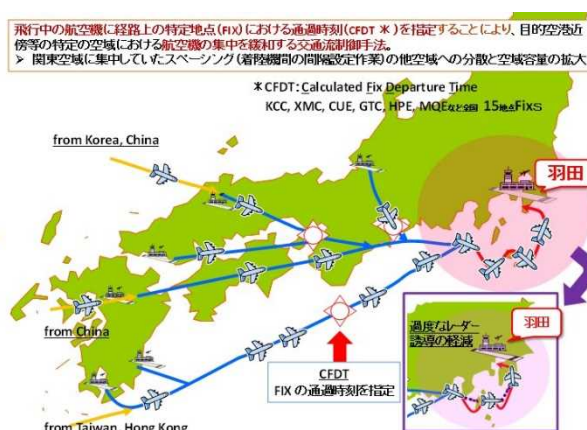 飛行中の航空機に経路上の特定地点(FIX)における通過時刻(CFDT *)を指定することにより、目的空港近
傍等の特定の空域における航空機の集中を緩和する交通流制御手法。
➢ 関東空域に集中していたスペーシング(着陸機間の間隔設定作業)の他空域への分散と空域容量の拡大
*CFDT: Calculated Fix Departure Time
KCC, XMC, CUE, GTC, HPE, MQEなど全国 15地点Fixs
from Korea, China
羽田
from China
過度なレーダー
誘導の軽減
羽田
CFDT
FIX の通過時刻を指定
from Taiwan, Hong Kong